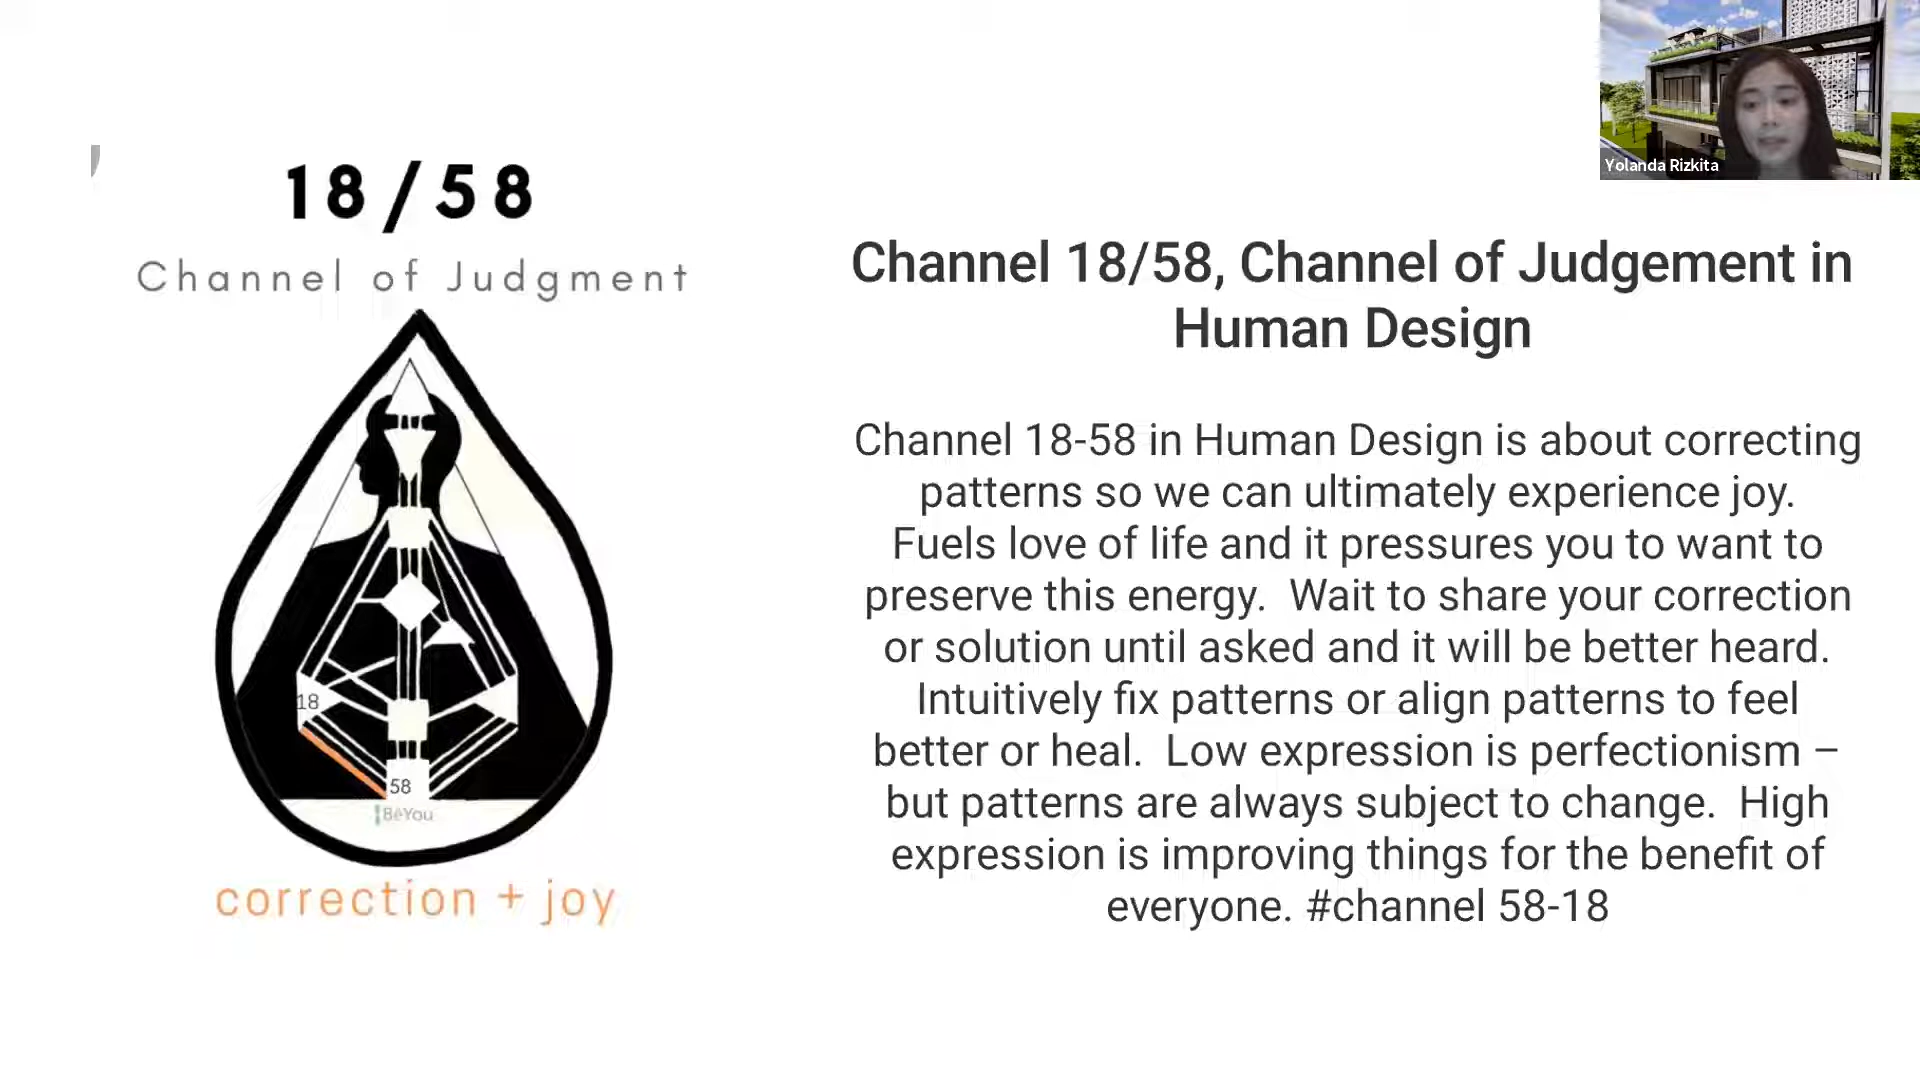 Yolanda Rizkita
18/58
Channel of Judgment
18
58
BeYou
correction + joy
Channel 18/58, Channel of Judgement in
Human Design
Channel 18-58 in Human Design is about correcting
patterns so we can ultimately experience joy.
Fuels love of life and it pressures you to want to
preserve this energy.  Wait to share your correction
or solution until asked and it will be better heard.
Intuitively fix patterns or align patterns to feel
better or heal.  Low expression is perfectionism –
but patterns are always subject to change.  High
expression is improving things for the benefit of
everyone. #channel 58-18